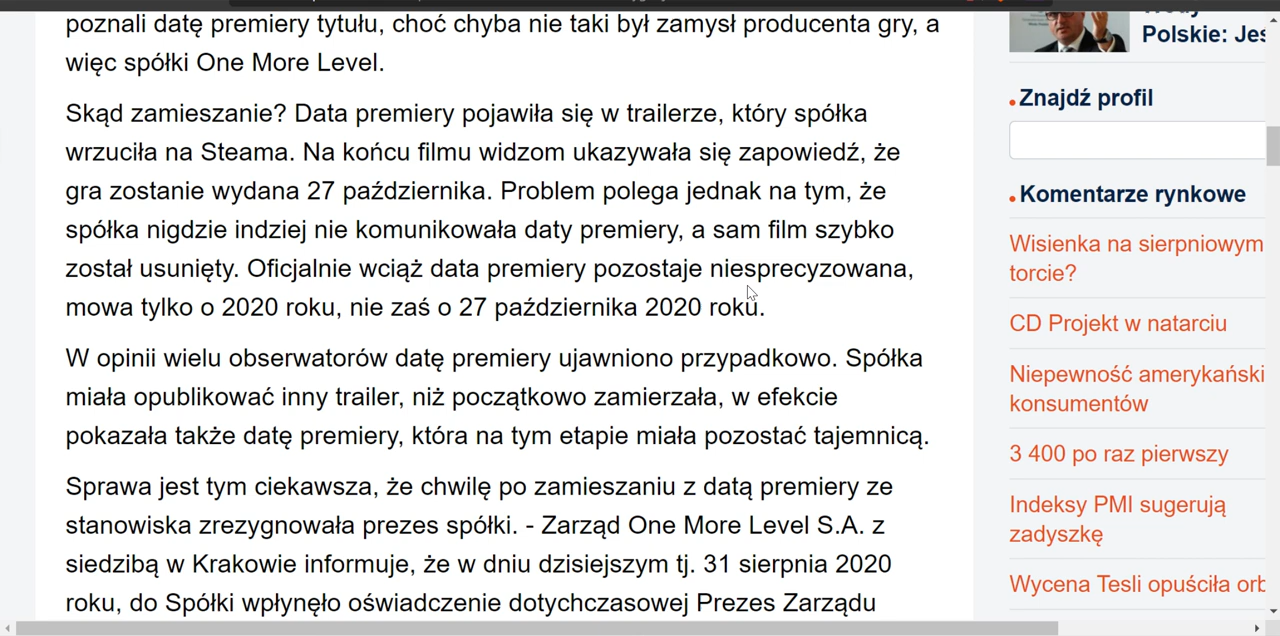 poznali datę premiery tytułu, choć chyba nie taki był zamysł producenta gry, a
więc spółki One More Level.
Skąd zamieszanie? Data premiery pojawiła się w trailerze, który spółka
wrzuciła na Steama. Na końcu filmu widzom ukazywała się zapowiedź, że
gra zostanie wydana 27 października. Problem polega jednak na tym, że
spółka nigdzie indziej nie komunikowała daty premiery, a sam film szybko
został usunięty. Oficjalnie wciąż data premiery pozostaje niesprecyzowana,
mowa tylko o 2020 roku, nie zaś o 27 października 2020 roku.
W opinii wielu obserwatorów datę premiery ujawniono przypadkowo. Spółka
miała opublikować inny trailer, niż początkowo zamierzała, w efekcie
pokazała także datę premiery, która na tym etapie miała pozostać tajemnicą.
Sprawa jest tym ciekawsza, że chwilę po zamieszaniu z datą premiery ze
stanowiska zrezygnowała prezes spółki. - Zarząd One More Level S.A. z
siedzibą w Krakowie informuje, że w dniu dzisiejszym tj. 31 sierpnia 2020
roku, do Spółki wpłynęło oświadczenie dotychczasowej Prezes Zarządu
Polskie: Jes
Znajdź profil
Komentarze rynkowe
Wisienka na sierpniowym
torcie?
CD Projekt w natarciu
Niepewność amerykański
konsumentów
3 400 po raz pierwszy
Indeksy PMI sugerują
zadyszkę
Wycena Tesli opuściła orb